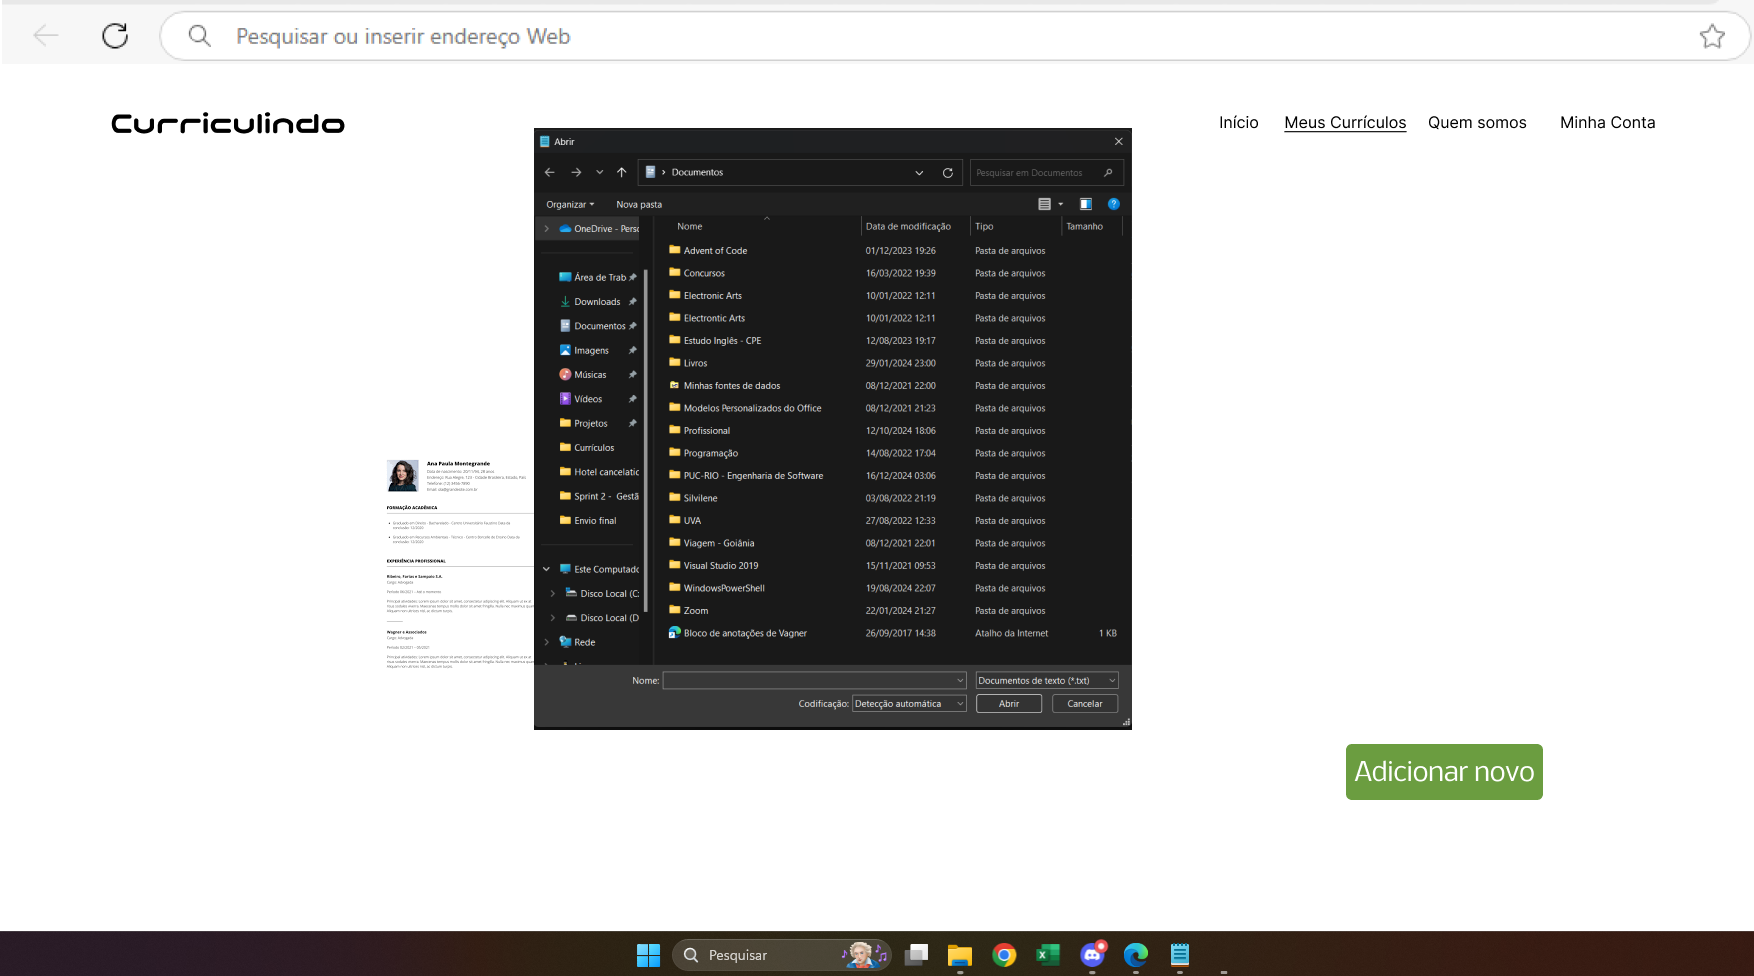 Pesquisar ou inserir endereço Web
Curriculindo
Início
Meus Currículos
Quem somos
Minha Conta
Abrir
Documentos
Pesquisar em Documentos
Organizar
Nova pasta
OneDrive - Perso
Área de Trab
Downloads
Documentos
Imagens
Músicas
Vídeos
Projetos
Currículos
Hotel cancelatic
Sprint 2 - Gestã
Envio final
Este Computado
Disco Local (C:
Disco Local (D
Rede
Nome Data de modificação Tipo Tamanho
Advent of Code 01/12/2023 19:26 Pasta de arquivos
Concursos 16/03/2022 19:39 Pasta de arquivos
Electronic Arts 10/01/2022 12:11 Pasta de arquivos
Electrontic Arts 10/01/2022 12:11 Pasta de arquivos
Estudo Inglês - CPE 12/08/2023 19:17 Pasta de arquivos
Livros 29/01/2024 23:00 Pasta de arquivos
Minhas fontes de dados 08/12/2021 22:00 Pasta de arquivos
Modelos Personalizados do Office 08/12/2021 21:23 Pasta de arquivos
Profissional 12/10/2024 18:06 Pasta de arquivos
Programação 14/08/2022 17:04 Pasta de arquivos
PUC-RIO - Engenharia de Software 16/12/2024 03:06 Pasta de arquivos
Silvilene 03/08/2022 21:19 Pasta de arquivos
UVA 27/08/2022 12:33 Pasta de arquivos
Viagem - Goiânia 08/12/2021 22:01 Pasta de arquivos
Visual Studio 2019 15/11/2021 09:53 Pasta de arquivos
WindowsPowerShell 19/08/2024 22:07 Pasta de arquivos
Zoom 22/01/2024 21:27 Pasta de arquivos
Bloco de anotações de Vagner 26/09/2017 14:38 Atalho da Internet 1 KB
Nome:
Documentos de texto (*.txt)
Codificação: Detecção automática
Abrir
Cancelar
Ana Paula Montegrande
FORMAÇÃO ACADÊMICA
EXPERIÊNCIA PROFISSIONAL
Ribeiro, Farias e Sampaio S.A.
Cargo: Advogada
Período 06/2021 - Até o momento
Wagner e Associados
Cargo: Advogada
Adicionar novo
Pesquisar